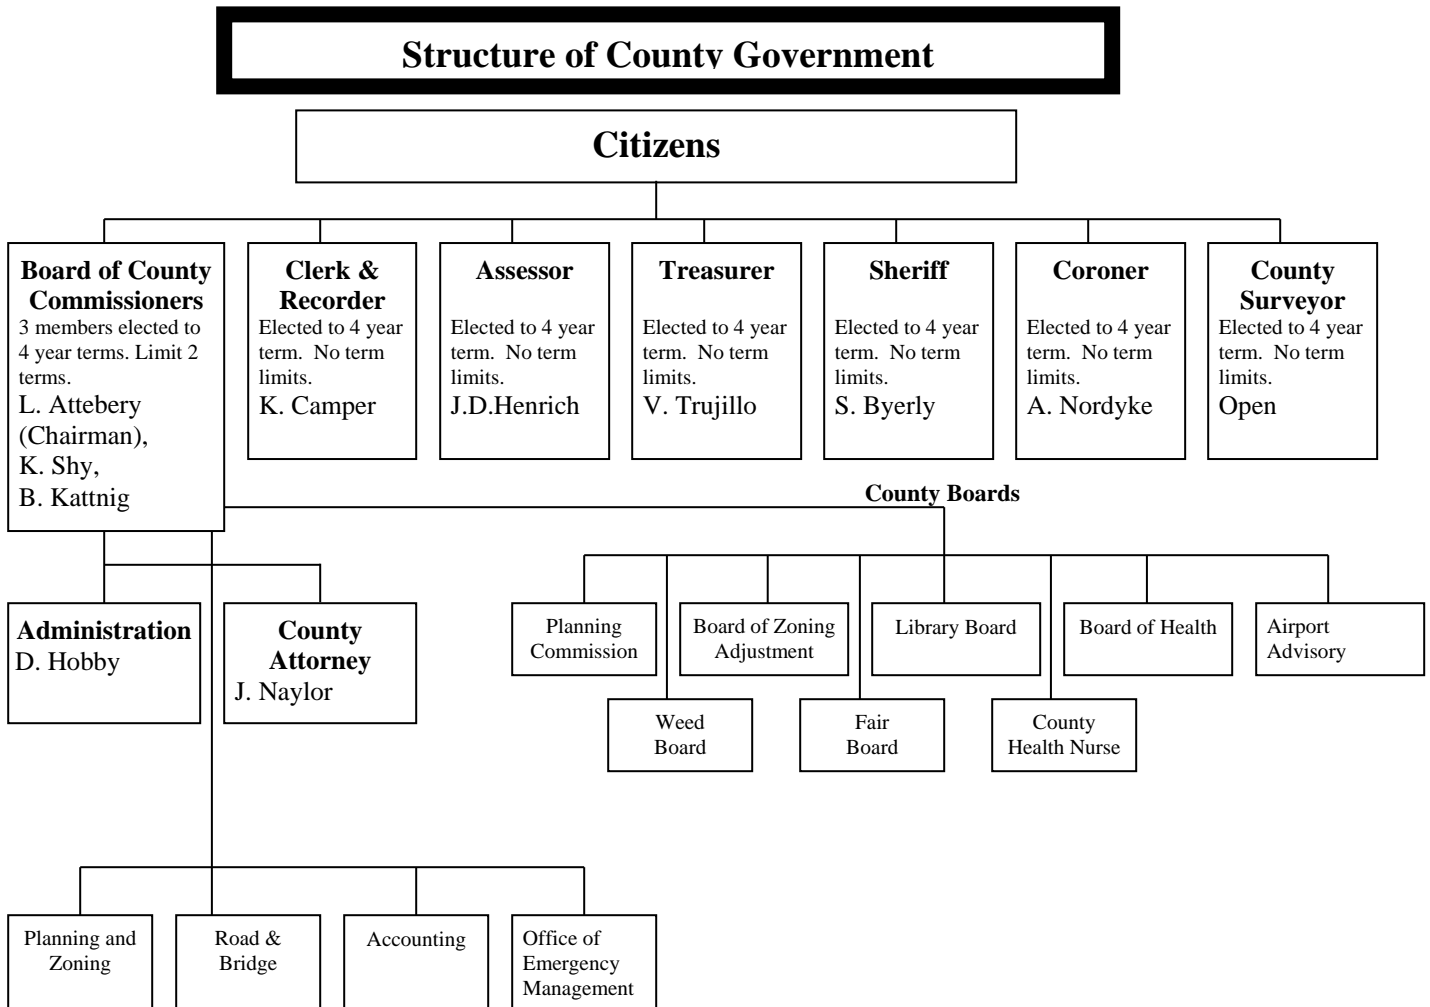 Structure of County Government
Citizens
Board of County
Commissioners
3 members elected to
4 year terms. Limit 2
terms.
L. Attebery
(Chairman),
K. Shy,
B. Kattnig
Clerk &
Recorder
Elected to 4 year
term.  No term
limits.
K. Camper
Assessor
Elected to 4 year
term.  No term
limits.
J.D.Henrich
Treasurer
Elected to 4 year
term.  No term
limits.
V. Trujillo
Sheriff
Elected to 4 year
term.  No term
limits.
S. Byerly
Coroner
Elected to 4 year
term.  No term
limits.
A. Nordyke
County
Surveyor
Elected to 4 year
term.  No term
limits.
Open
County Boards
Administration
D. Hobby
County
Attorney
J. Naylor
Planning
Commission
Board of Zoning
Adjustment
Library Board
Board of Health
Airport
Advisory
Weed
Board
Fair
Board
County
Health Nurse
Planning and
Zoning
Road &
Bridge
Accounting
Office of
Emergency
Management